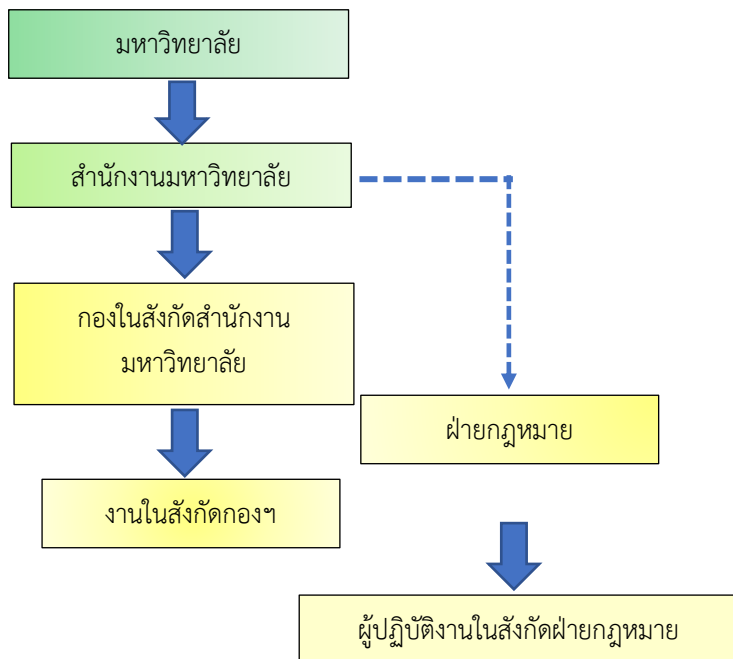 มหาวิทยาลัย
สำนักงานมหาวิทยาลัย
กองในสังกัดสำนักงาน
มหาวิทยาลัย
ฝ่ายกฎหมาย
งานในสังกัดกองฯ
ผู้ปฏิบัติงานในสังกัดฝ่ายกฎหมาย